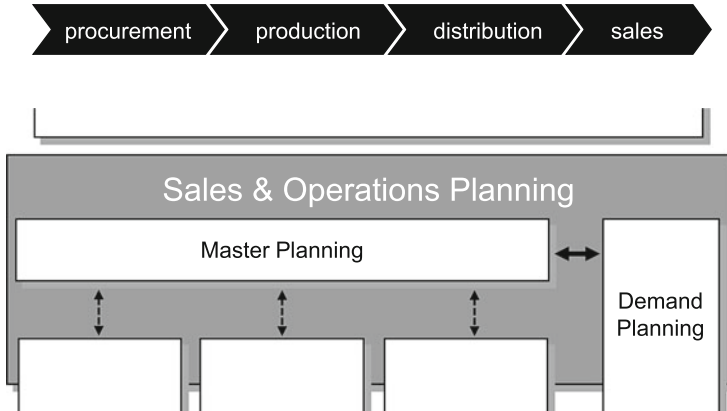 procurement production distribution sales
Sales & Operations Planning
Master Planning
Demand
Planning